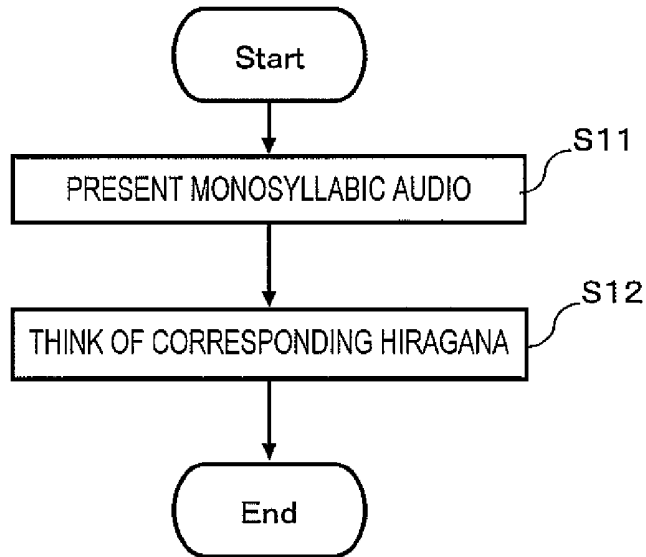 Start
S11
PRESENT MONOSYLLABIC AUDIO
S12
THINK OF CORRESPONDING HIRAGANA
End